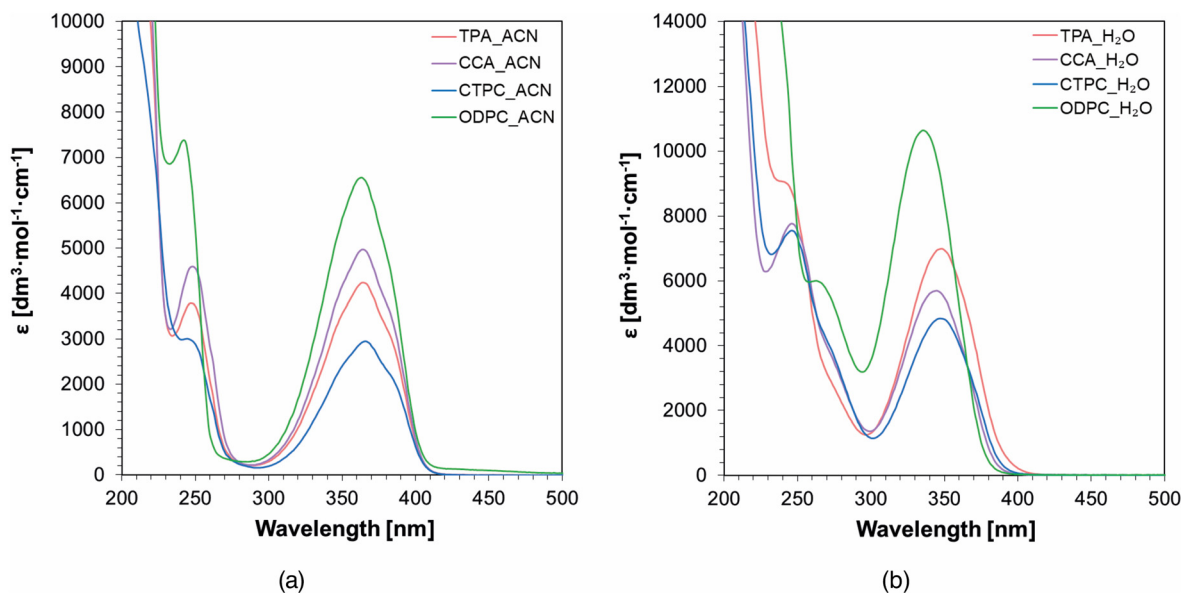 10000
9000
8000
7000
6000
5000
4000
3000
2000
1000
0
ε [dm³·mol⁻¹·cm⁻¹]
TPA_ACN
CCA_ACN
CTPC_ACN
ODPC_ACN
200 250 300 350 400 450 500
Wavelength [nm]
(a)
14000
12000
10000
8000
6000
4000
2000
0
ε [dm³·mol⁻¹·cm⁻¹]
TPA_H₂O
CCA_H₂O
CTPC_H₂O
ODPC_H₂O
200 250 300 350 400 450 500
Wavelength [nm]
(b)